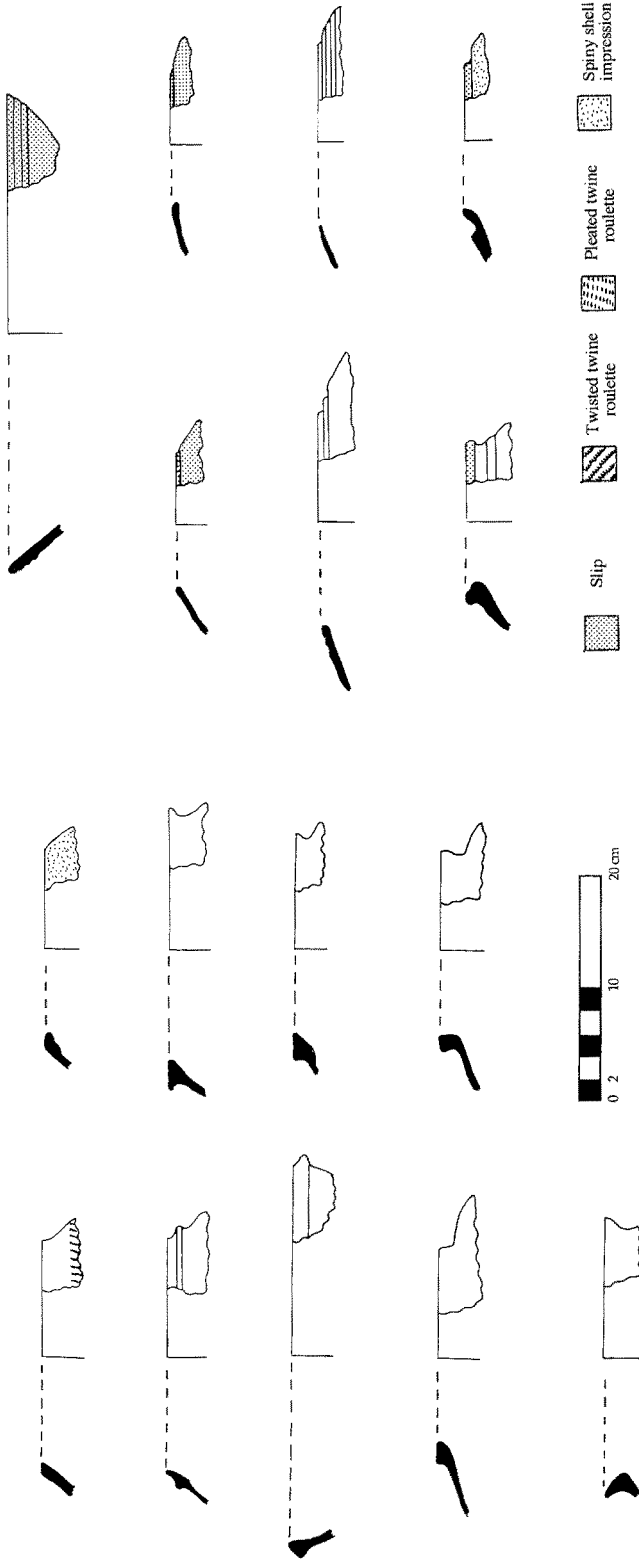 0 2 10 20 cm
Slip
Twisted twine
roulette
Pleated twine
roulette
Spiny shell
impression